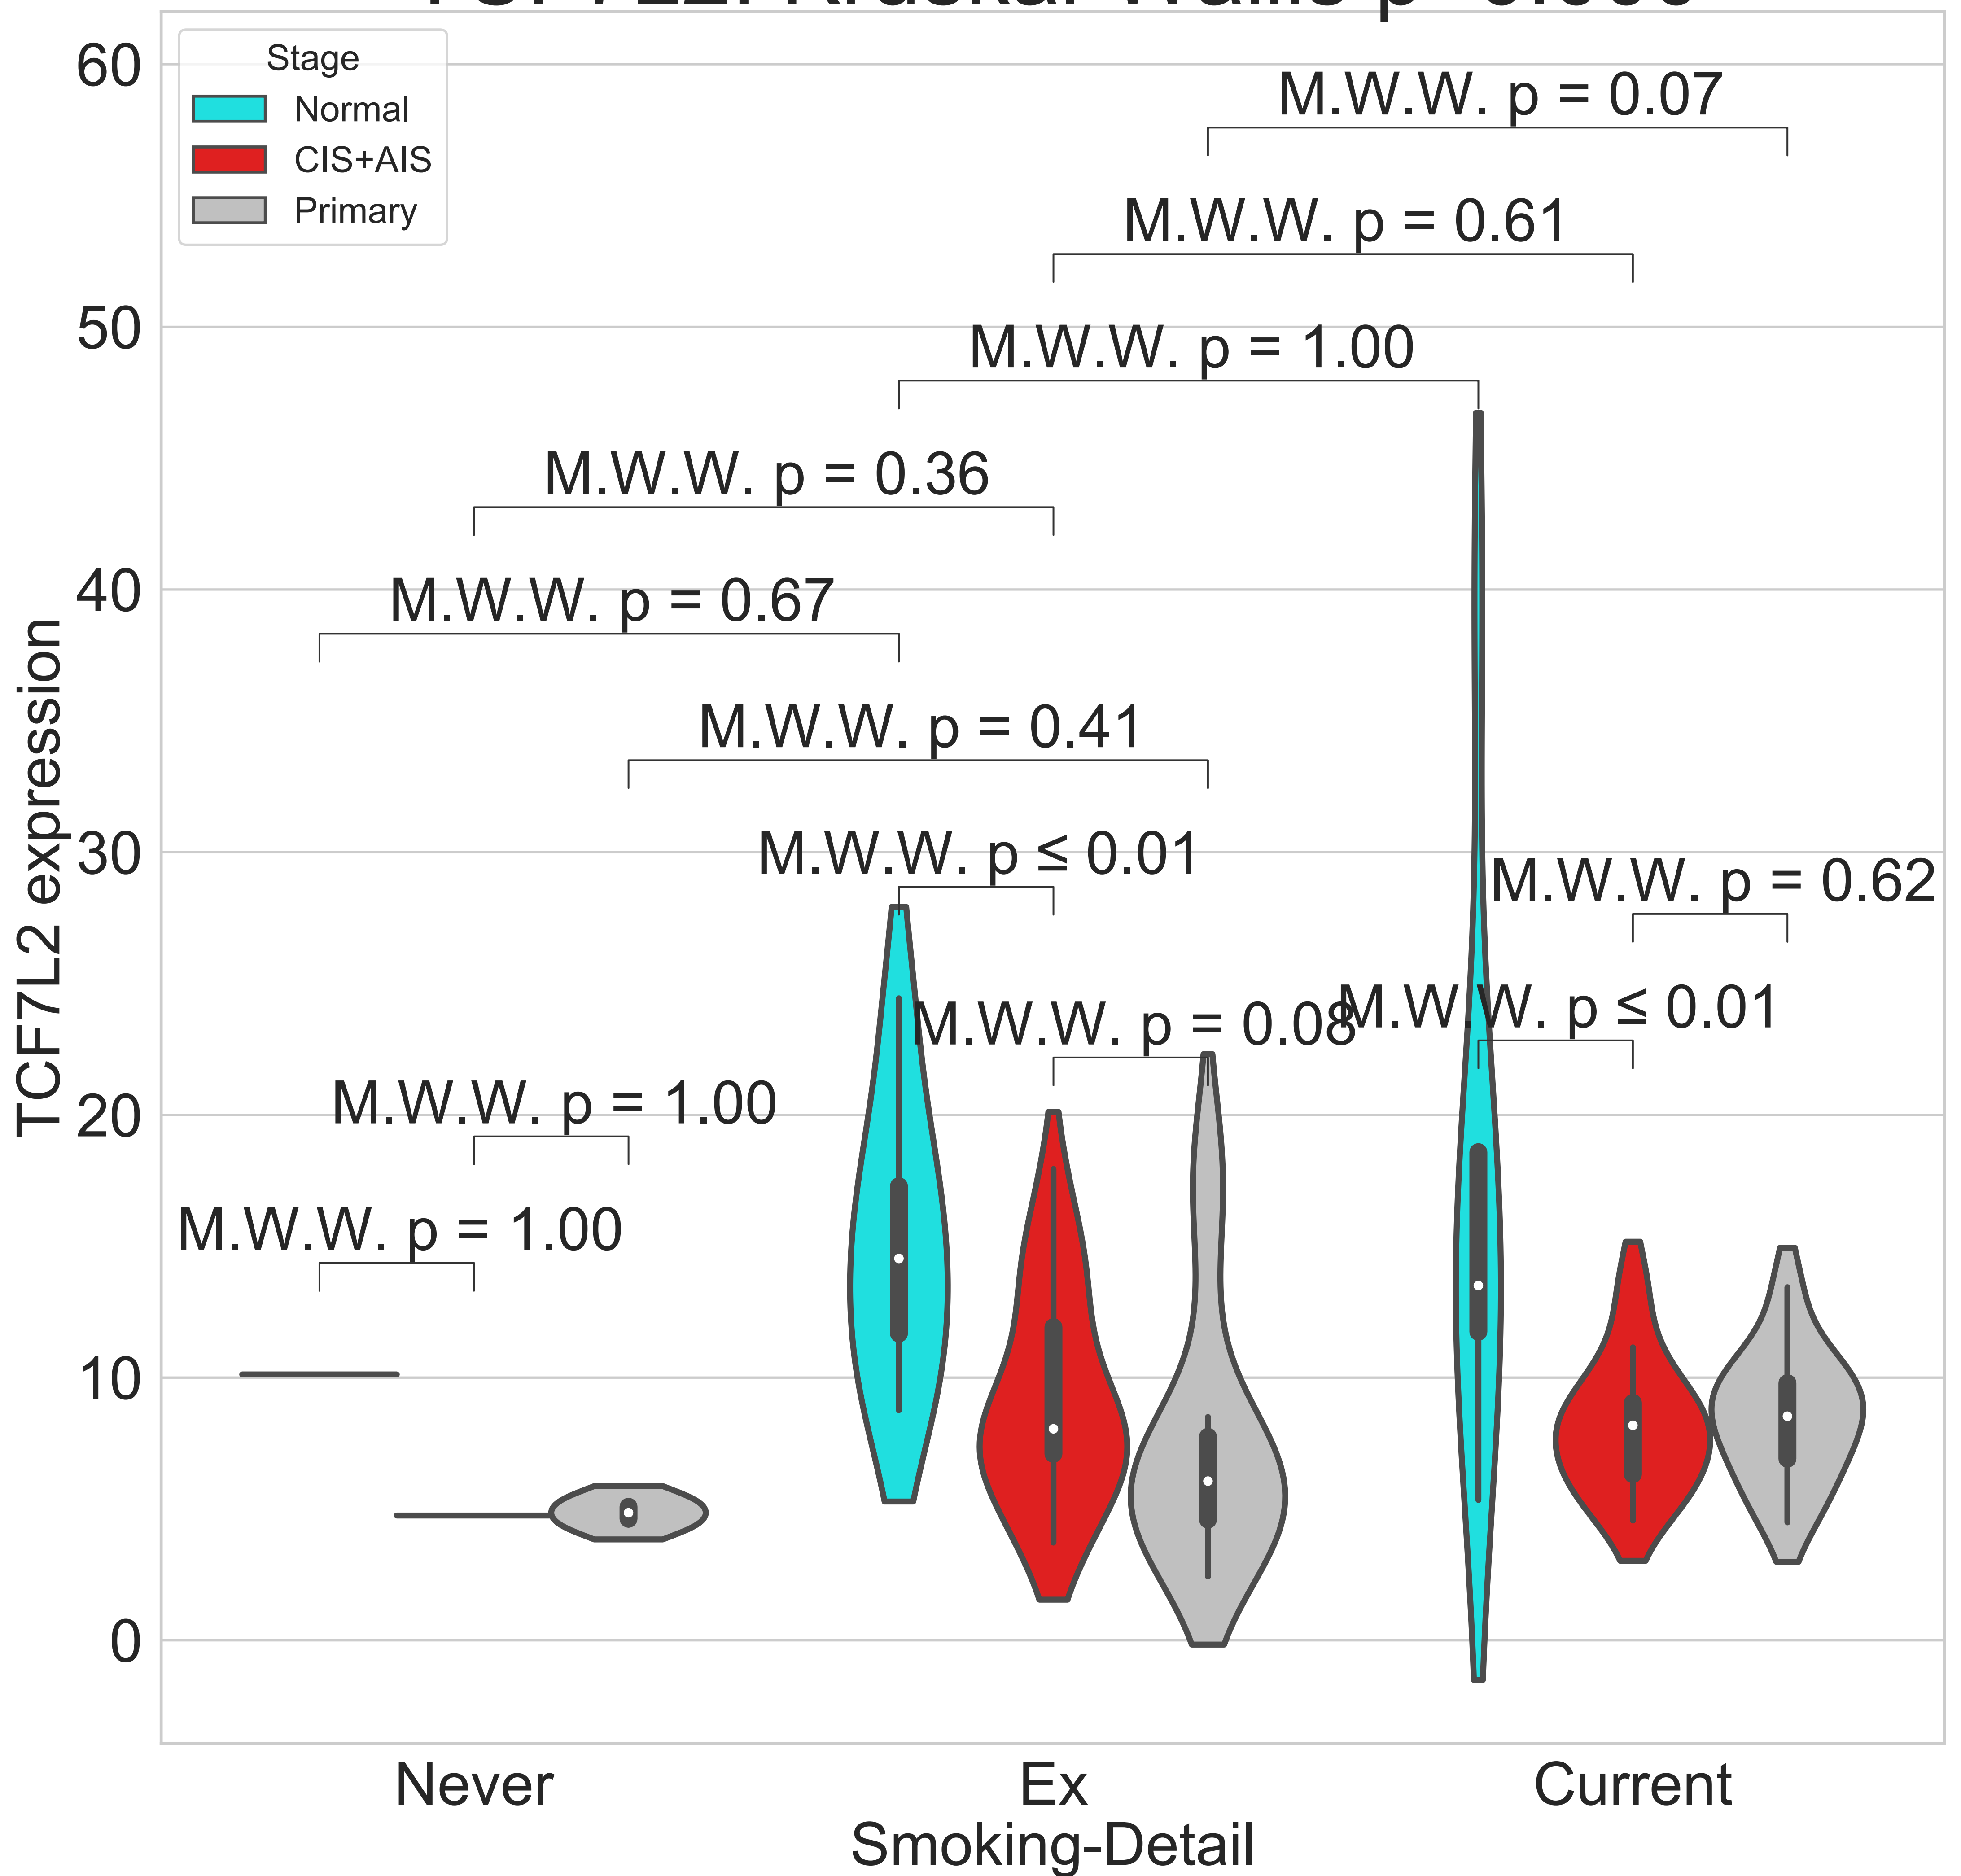 60
Stage
Normal
CIS+AIS
Primary
M.W.W. p = 0.07
M.W.W. p = 0.61
50
M.W.W. p = 1.00
M.W.W. p = 0.36
40
M.W.W. p = 0.67
M.W.W. p = 0.41
30
M.W.W. p ≤ 0.01
M.W.W. p = 0.62
M.W.W. p = 0.08
M.W.W. p ≤ 0.01
20
M.W.W. p = 1.00
M.W.W. p = 1.00
10
0
TCF7L2 expression
Never
Ex
Current
Smoking-Detail